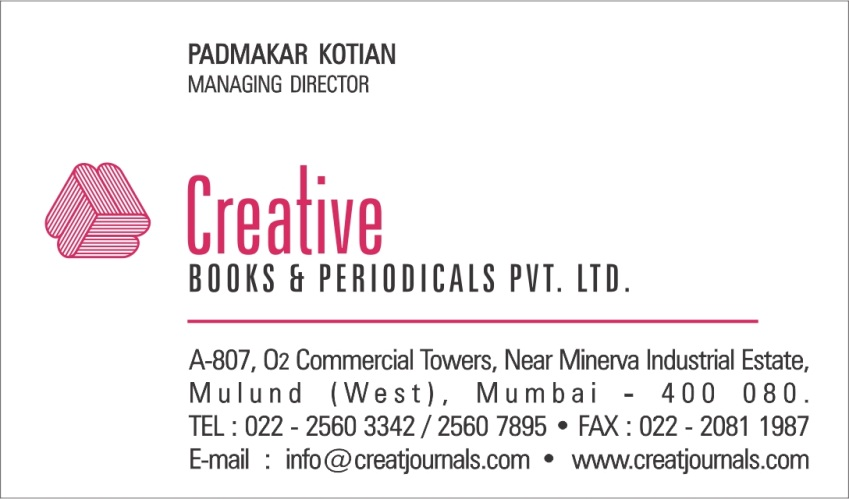 PADMAKAR KOTIAN
MANAGING DIRECTOR
Creative
BOOKS & PERIODICALS PVT. LTD.
A-807, O2 Commercial Towers, Near Minerva Industrial Estate,
Mulund (West), Mumbai - 400 080.
TEL : 022 - 2560 3342 / 2560 7895 • FAX : 022 - 2081 1987
E-mail : info@creatjournals.com • www.creatjournals.com